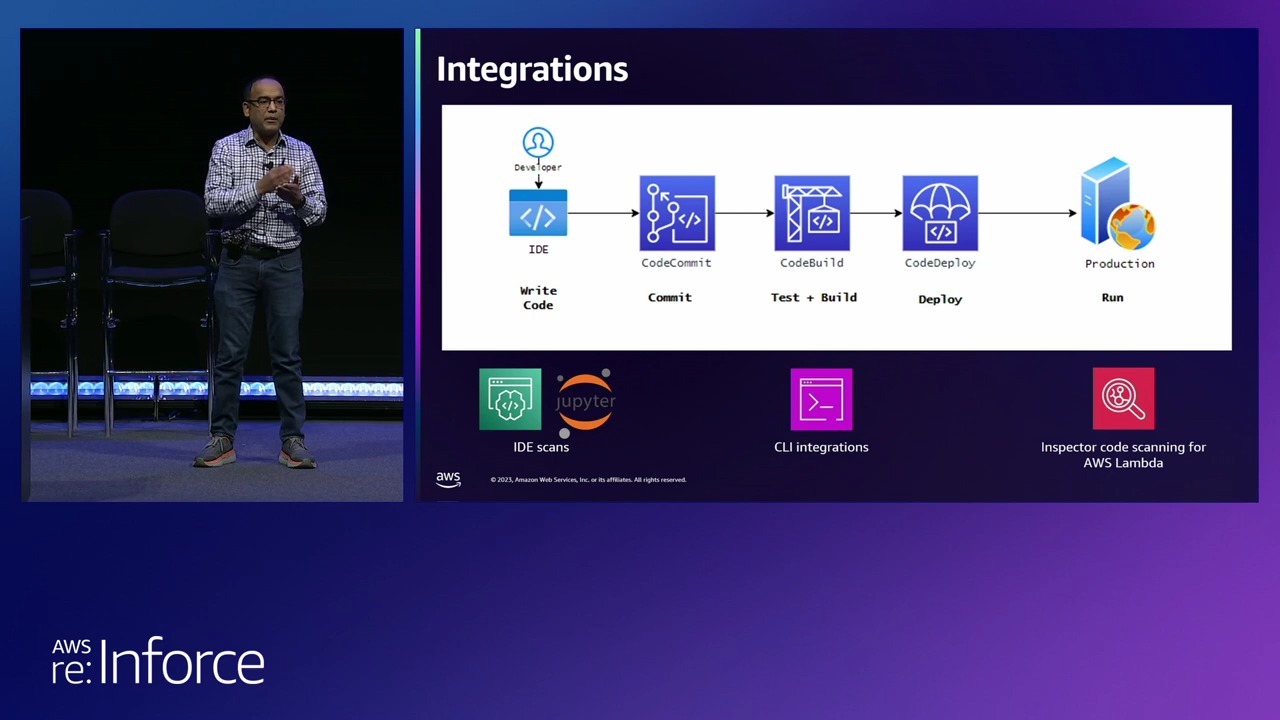 Integrations
Developer
IDE
CodeCommit
CodeBuild
CodeDeploy
Production
Write
Code
Commit
Test + Build
Deploy
Run
jupyter
IDE scans
CLI integrations
Inspector code scanning for
AWS Lambda
aws
© 2023, Amazon Web Services, Inc. or its affiliates. All rights reserved.
AWS
re:Inforce